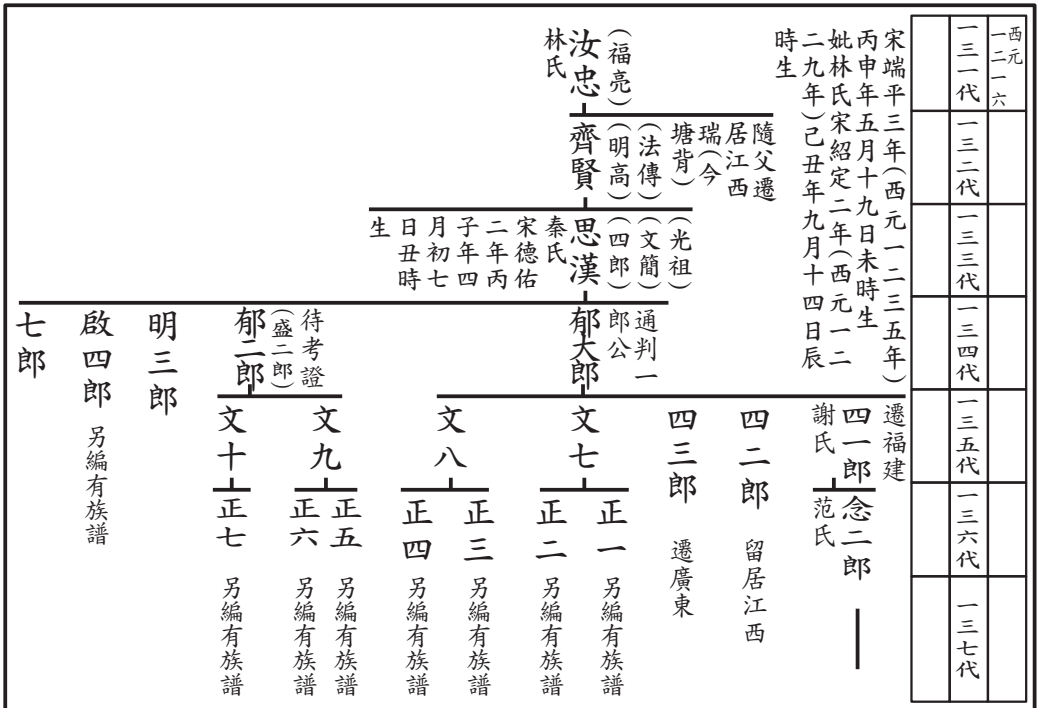 西元
一二一六
一三一代
一三二代
一三三代
一三四代
一三五代
一三六代
一三七代
宋端平三年(西元一二三五年)
丙申年五月十九日未時生
妣林氏宋紹定二年(西元一二
二九年)己丑年九月十四日辰
時生
(福亮)
汝忠
林氏
隨父遷
居江西
瑞(今
塘背)
(法傳)
(明高)
齊賢
(光祖)
(文簡)
(四郎)
思漢
秦氏
宋德佑
二年丙
子年四
月初七
日丑時
生
通判一
郎公
郁大郎
待考證
(盛二郎)
郁二郎
明三郎
啟四郎
另編有族譜
七郎
遷福建
四一郎
謝氏
四二郎
留居江西
四三郎
遷廣東
文七
文八
文九
文十
念二郎
范氏
正一
另編有族譜
正二
另編有族譜
正三
另編有族譜
正四
另編有族譜
正五
另編有族譜
正六
另編有族譜
正七
另編有族譜